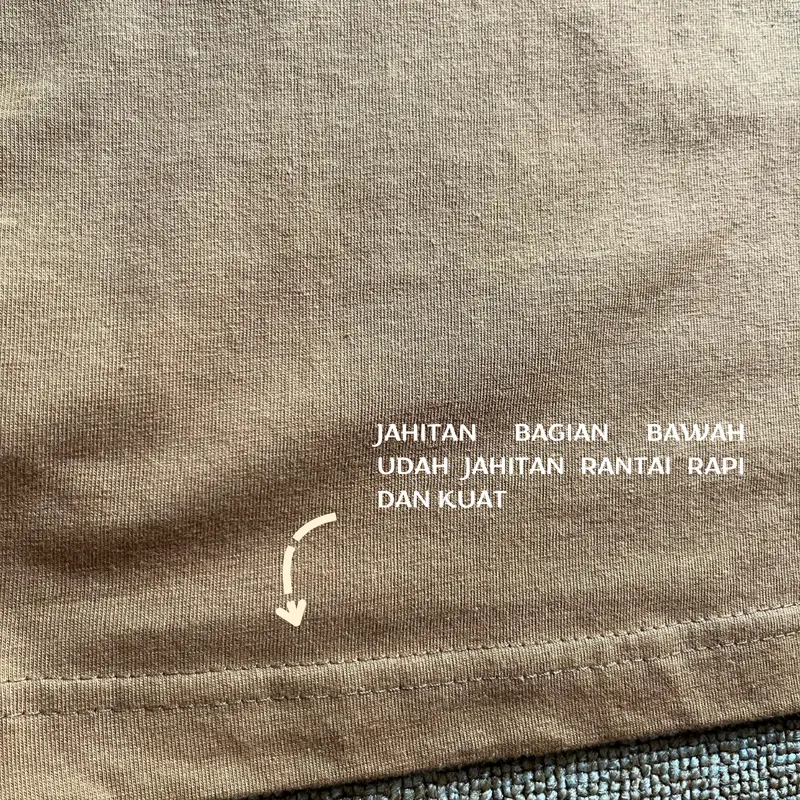 JAHITAN BAGIAN BAWAH
UDAH JAHITAN RANTAI RAPI
DAN KUAT